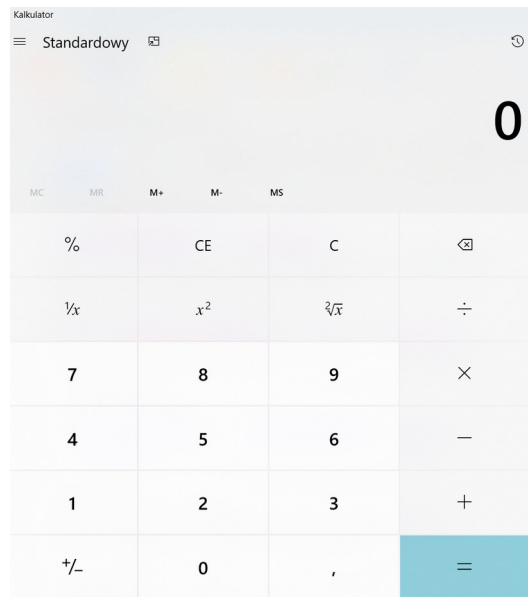 Kalkulator
Standardowy
0
MC MR M+ M- MS
% CE C
¹/x x² ²√x ÷
7 8 9 ×
4 5 6 −
1 2 3 +
+/− 0 , =